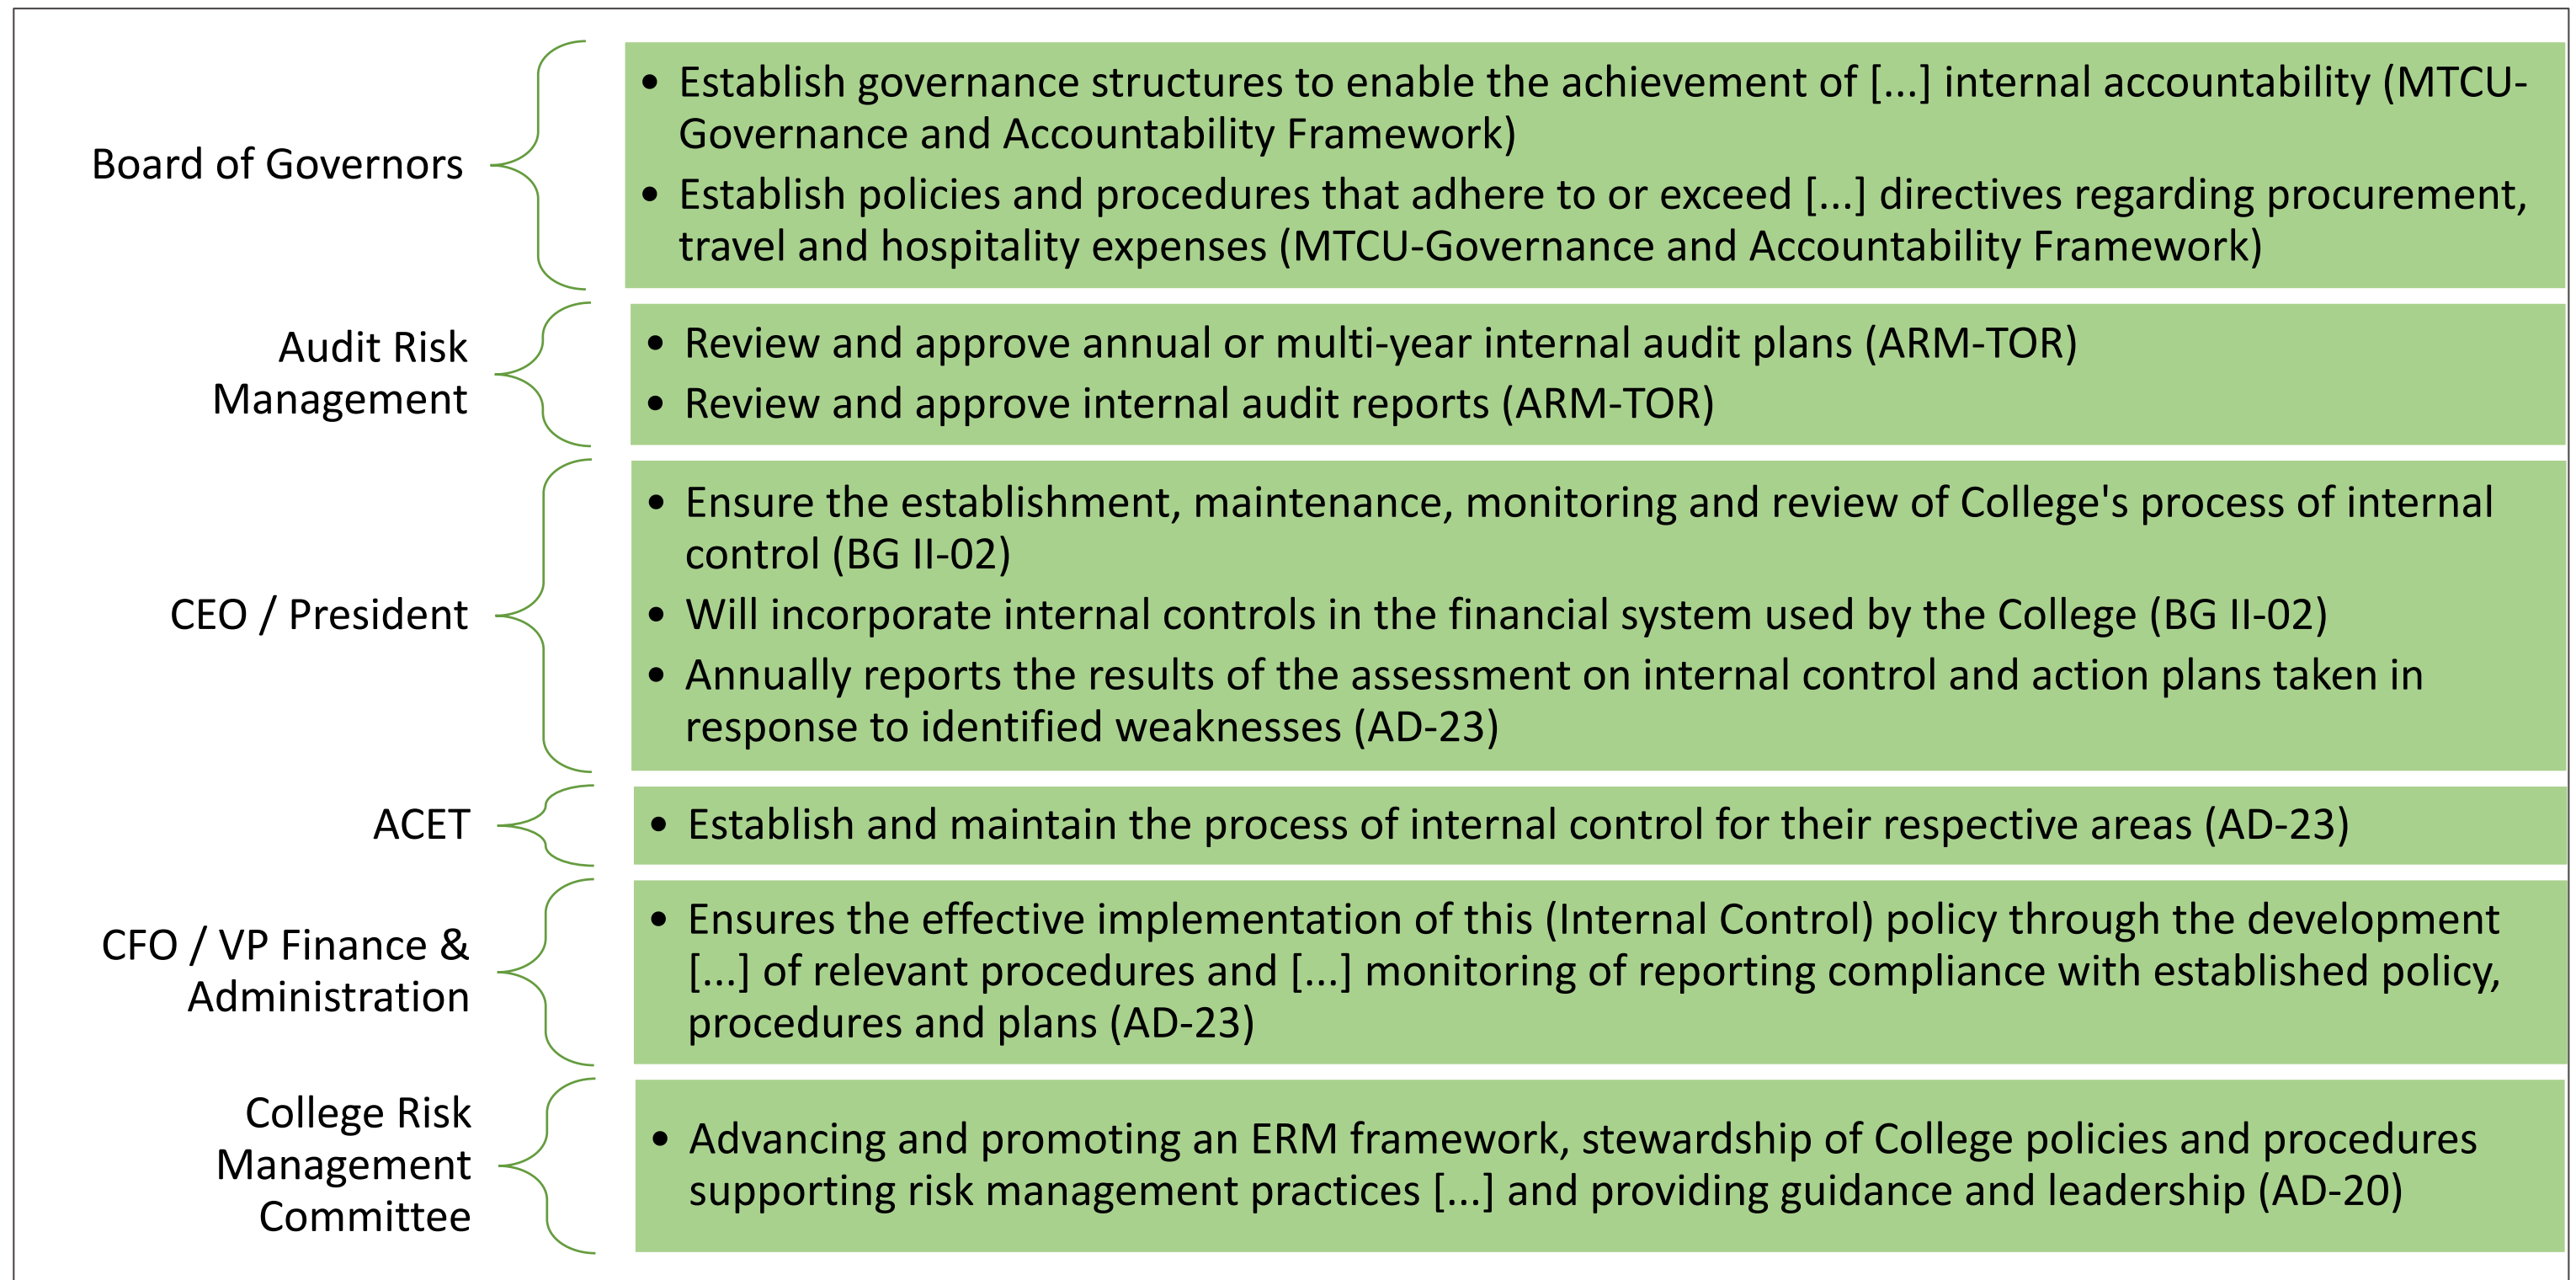 Board of Governors
• Establish governance structures to enable the achievement of [...] internal accountability (MTCU-
Governance and Accountability Framework)
• Establish policies and procedures that adhere to or exceed [...] directives regarding procurement,
travel and hospitality expenses (MTCU-Governance and Accountability Framework)
Audit Risk
Management
• Review and approve annual or multi-year internal audit plans (ARM-TOR)
• Review and approve internal audit reports (ARM-TOR)
CEO / President
• Ensure the establishment, maintenance, monitoring and review of College's process of internal
control (BG II-02)
• Will incorporate internal controls in the financial system used by the College (BG II-02)
• Annually reports the results of the assessment on internal control and action plans taken in
response to identified weaknesses (AD-23)
ACET
• Establish and maintain the process of internal control for their respective areas (AD-23)
CFO / VP Finance &
Administration
• Ensures the effective implementation of this (Internal Control) policy through the development
[...] of relevant procedures and [...] monitoring of reporting compliance with established policy,
procedures and plans (AD-23)
College Risk
Management
Committee
• Advancing and promoting an ERM framework, stewardship of College policies and procedures
supporting risk management practices [...] and providing guidance and leadership (AD-20)